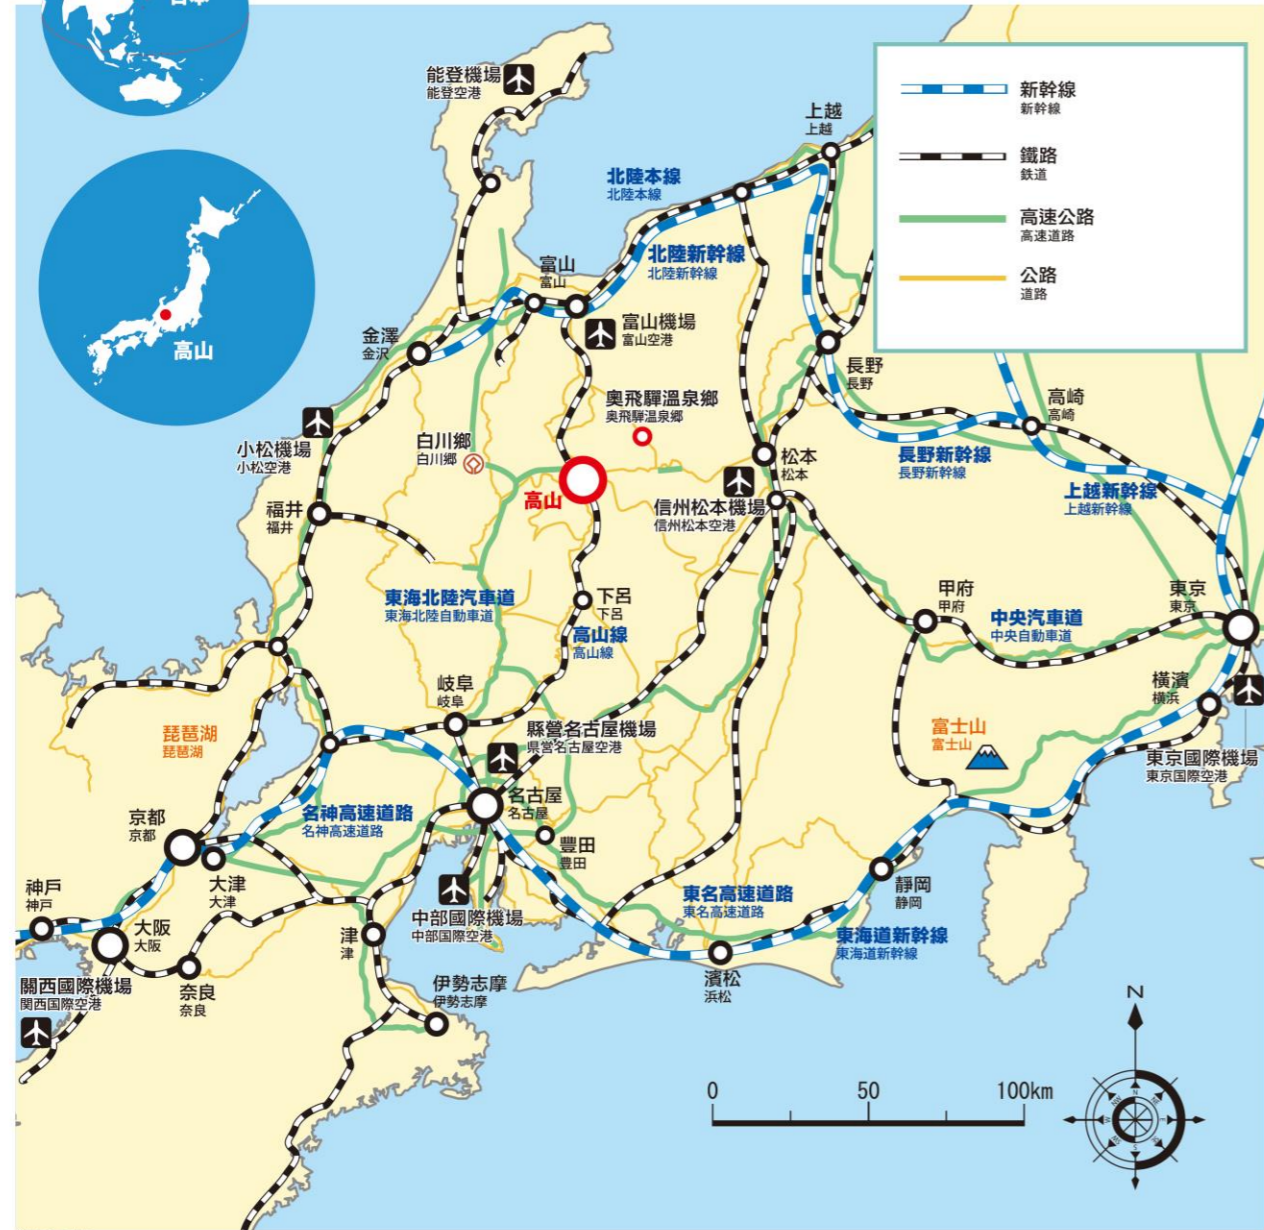 日本
能登機場
能登空港
上越
上越
新幹線
新幹線
鐵路
鉄道
高速公路
高速道路
公路
道路
北陸本線
北陸本線
北陸新幹線
北陸新幹線
富山
富山
高山
金澤
金沢
富山機場
富山空港
長野
長野
奧飛驒溫泉鄉
奥飛驒温泉郷
高崎
高崎
小松機場
小松空港
白川鄉
白川郷
松本
松本
長野新幹線
長野新幹線
高山
信州松本機場
信州松本空港
上越新幹線
上越新幹線
福井
福井
東海北陸汽車道
東海北陸自動車道
下呂
下呂
甲府
甲府
東京
東京
高山線
高山線
中央汽車道
中央自動車道
岐阜
岐阜
橫濱
横浜
琵琶湖
琵琶湖
縣營名古屋機場
県営名古屋空港
富士山
富士山
東京國際機場
東京国際空港
名古屋
名古屋
名神高速道路
名神高速道路
京都
京都
豐田
豊田
大津
大津
神戶
神戸
靜岡
静岡
東名高速道路
東名高速道路
大阪
大阪
中部國際機場
中部国際空港
津
津
東海道新幹線
東海道新幹線
關西國際機場
関西国際空港
奈良
奈良
伊勢志摩
伊勢志摩
濱松
浜松
N
0 50 100km
N
NE
E
SE
S
SW
W
NW